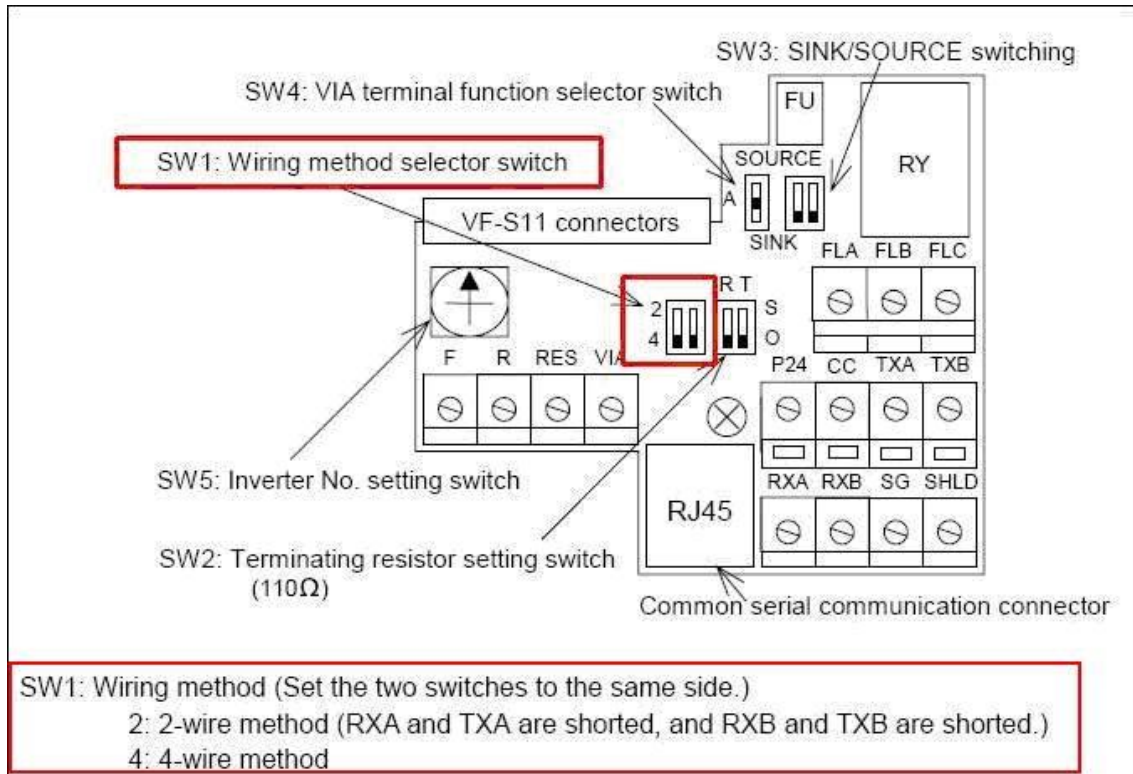 SW3: SINK/SOURCE switching
SW4: VIA terminal function selector switch
FU
SW1: Wiring method selector switch
SOURCE
RY
A
VF-S11 connectors
SINK
FLA FLB FLC
R T
2
S
4
O
F R RES VIA
P24 CC TXA TXB
SW5: Inverter No. setting switch
RXA RXB SG SHLD
RJ45
SW2: Terminating resistor setting switch
(110Ω)
Common serial communication connector
SW1: Wiring method (Set the two switches to the same side.)
2: 2-wire method (RXA and TXA are shorted, and RXB and TXB are shorted.)
4: 4-wire method